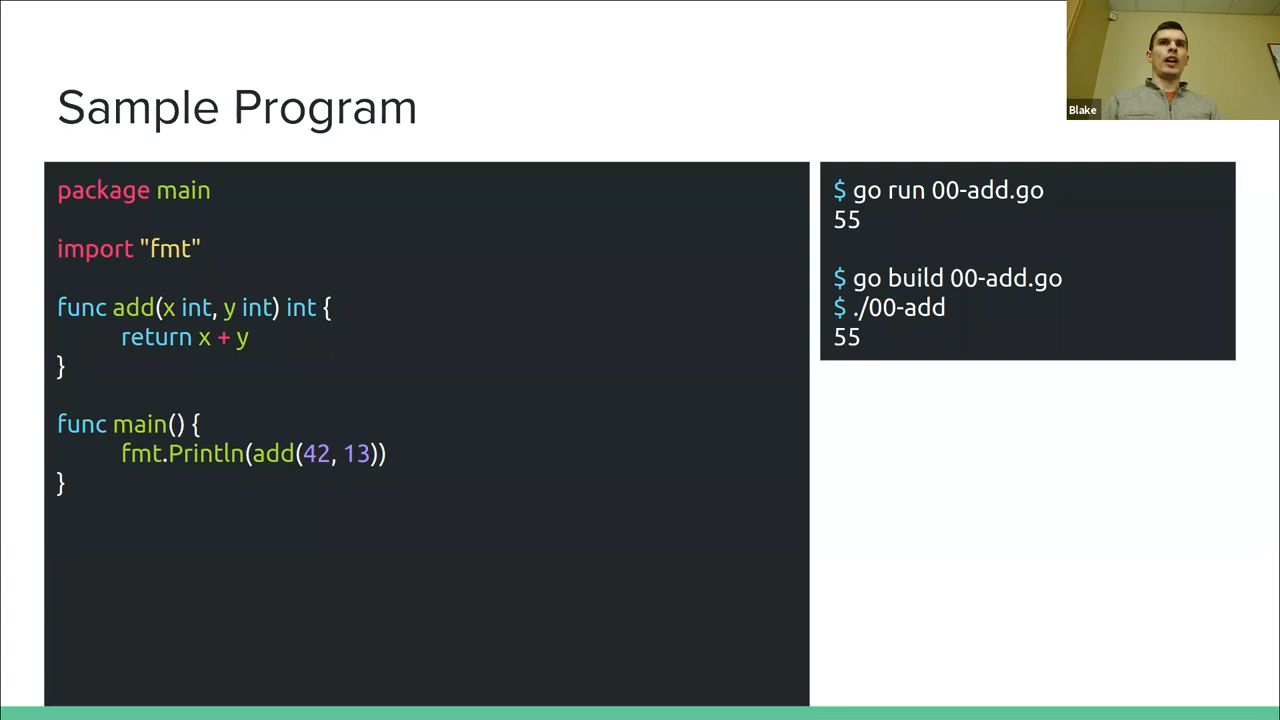 Sample Program
Blake
package main
import "fmt"
func add(x int, y int) int {
return x + y
}
func main() {
fmt.Println(add(42, 13))
}
$ go run 00-add.go
55
$ go build 00-add.go
$ ./00-add
55